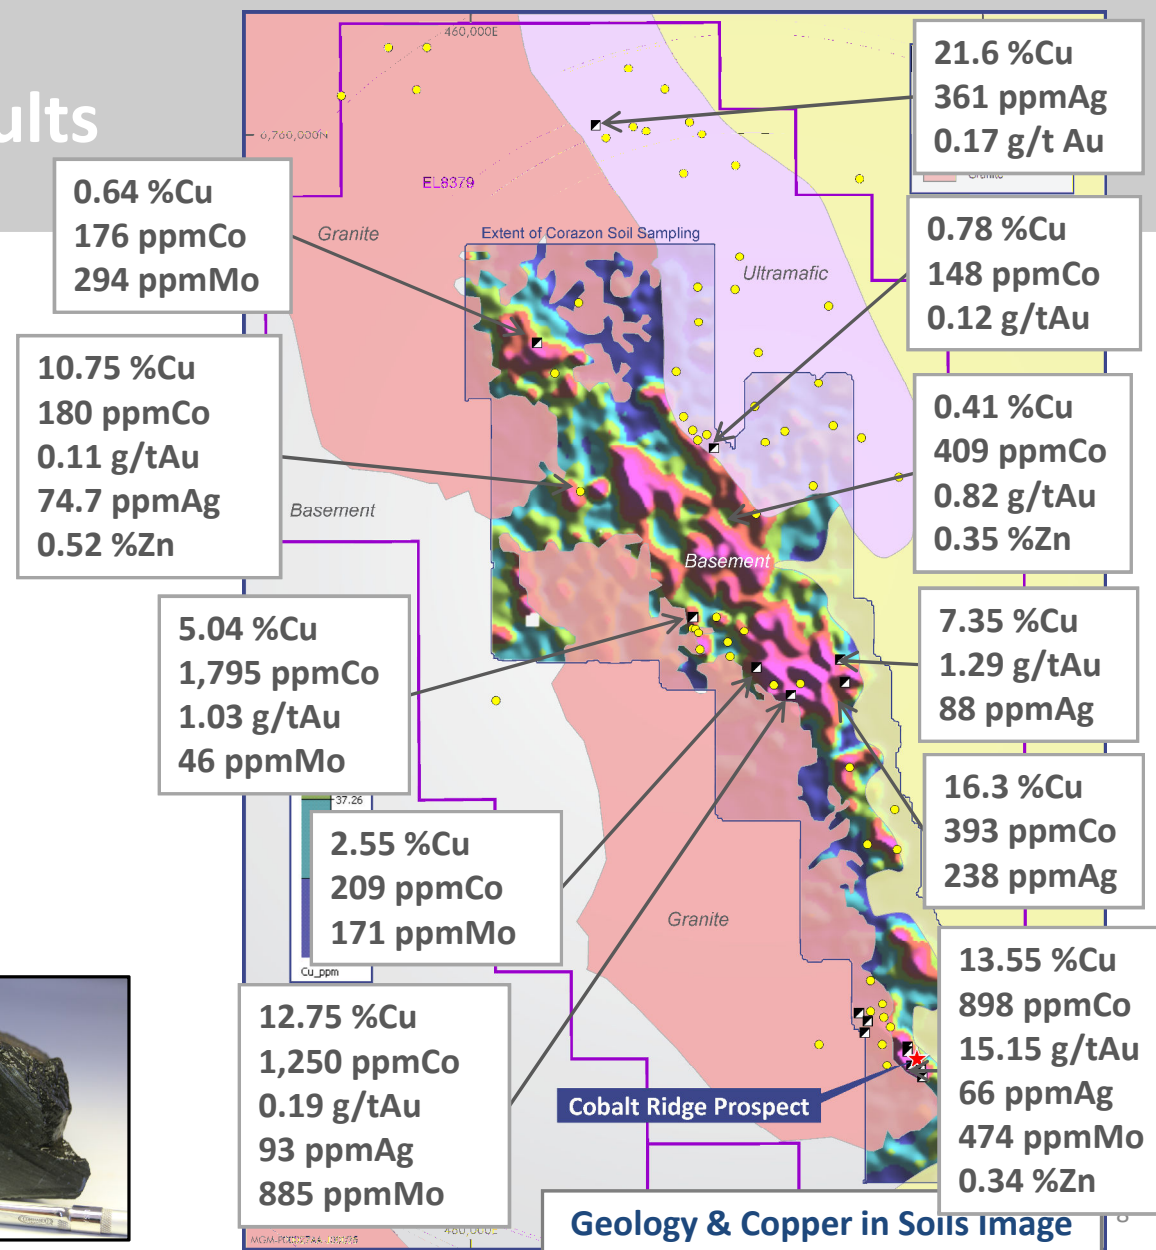 ults
460,000E
6,760,000N
EL8379
Granite
Extent of Corazon Soil Sampling
Ultramafic
Granite
21.6 %Cu
361 ppmAg
0.17 g/t Au
0.64 %Cu
176 ppmCo
294 ppmMo
0.78 %Cu
148 ppmCo
0.12 g/tAu
10.75 %Cu
180 ppmCo
0.11 g/tAu
74.7 ppmAg
0.52 %Zn
Basement
0.41 %Cu
409 ppmCo
0.82 g/tAu
0.35 %Zn
Basement
5.04 %Cu
1,795 ppmCo
1.03 g/tAu
46 ppmMo
7.35 %Cu
1.29 g/tAu
88 ppmAg
16.3 %Cu
393 ppmCo
238 ppmAg
37.26
2.55 %Cu
209 ppmCo
171 ppmMo
Granite
Cu_ppm
13.55 %Cu
898 ppmCo
15.15 g/tAu
66 ppmAg
474 ppmMo
0.34 %Zn
12.75 %Cu
1,250 ppmCo
0.19 g/tAu
93 ppmAg
885 ppmMo
Cobalt Ridge Prospect
460,000E
Geology & Copper in Soils Image